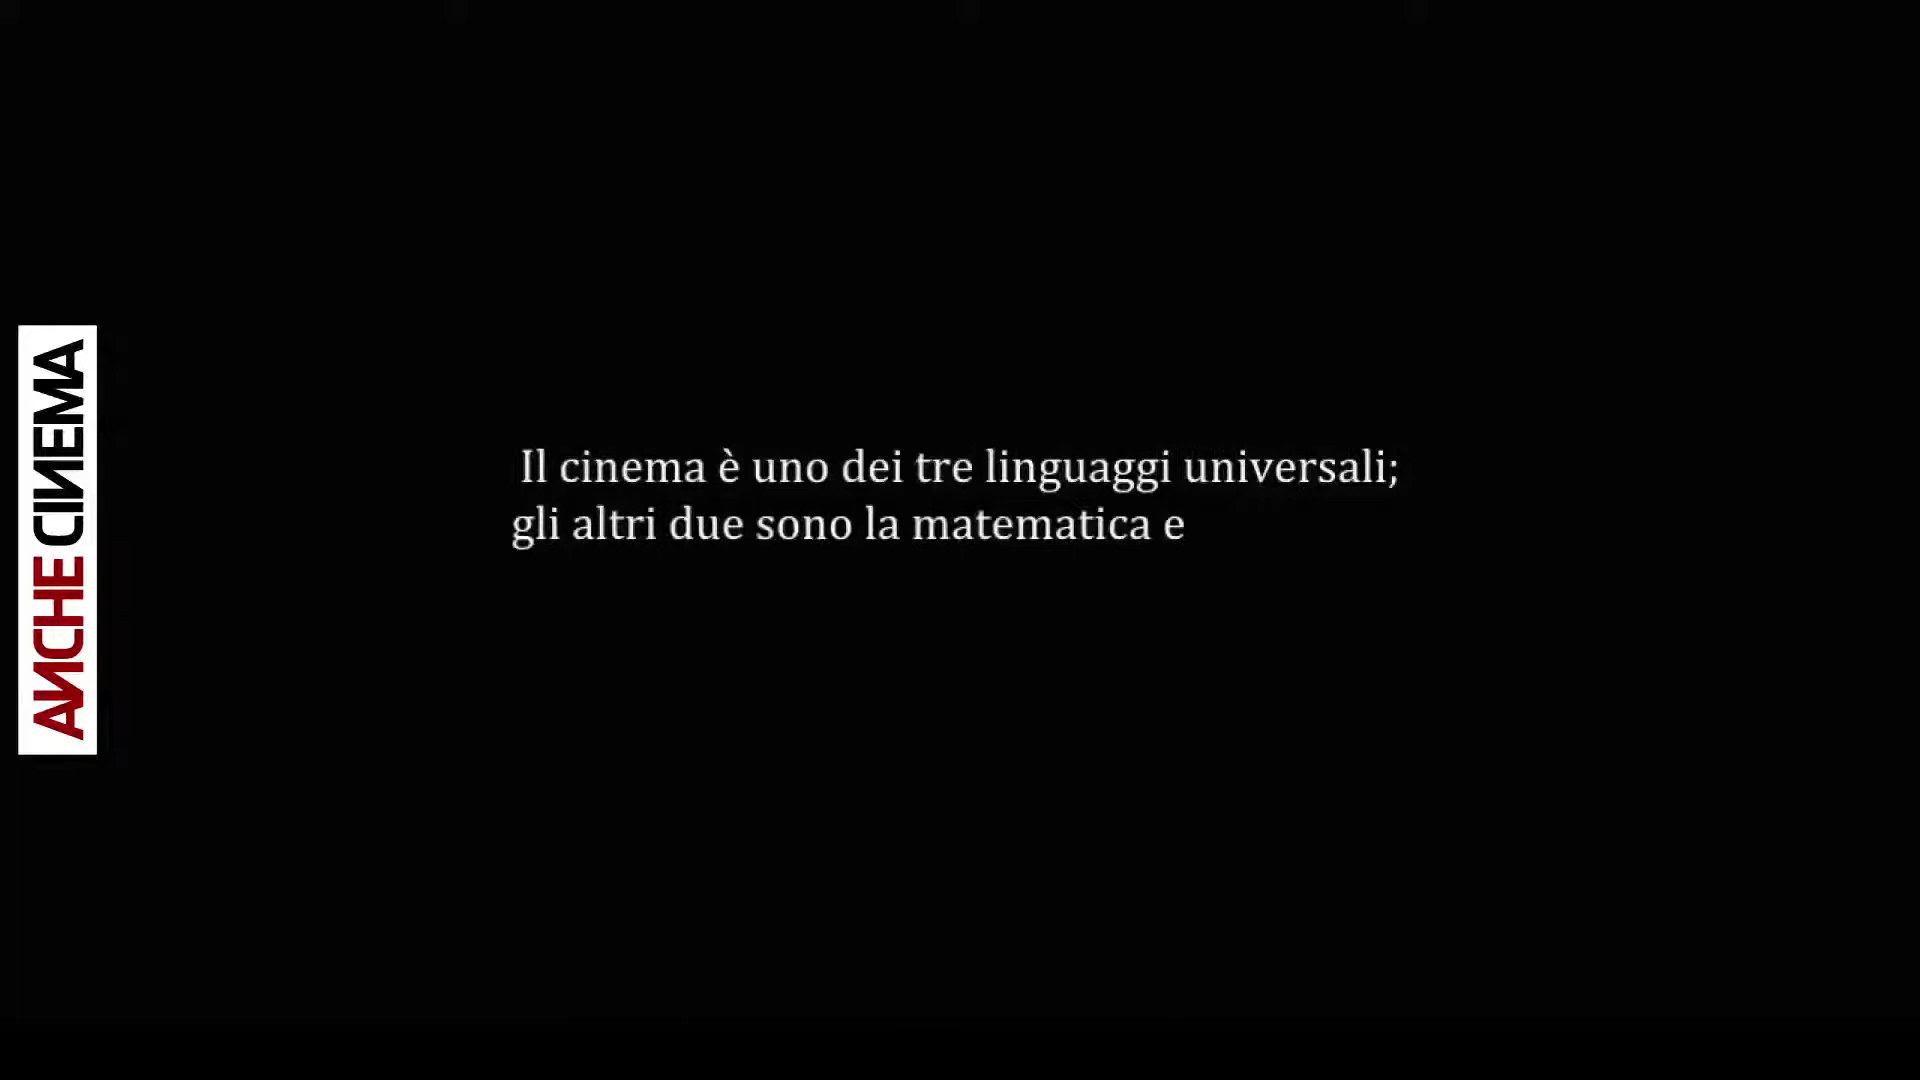 ANCHE CINEMA
Il cinema è uno dei tre linguaggi universali;
gli altri due sono la matematica e